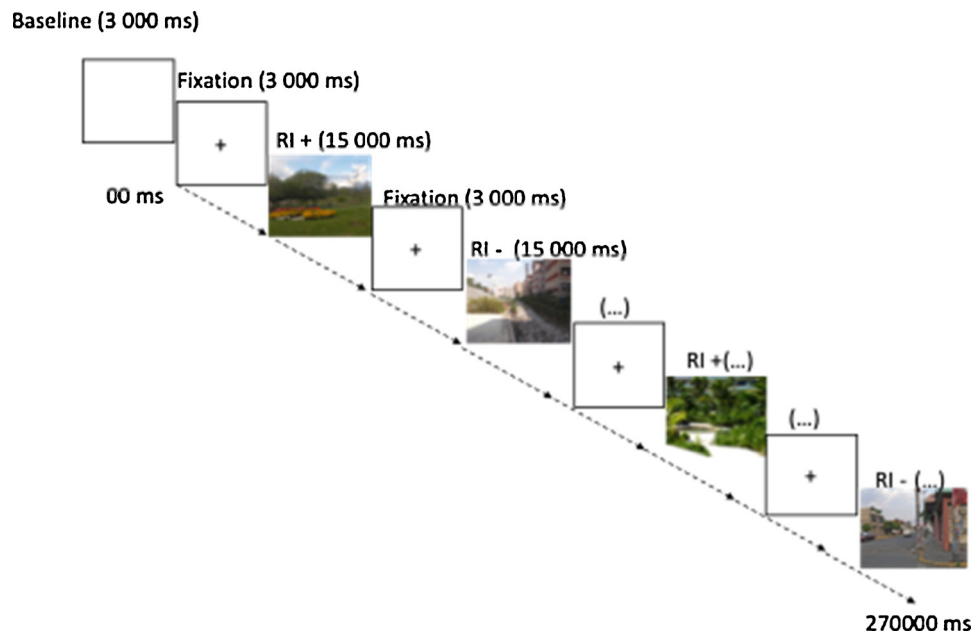 Baseline (3 000 ms)
Fixation (3 000 ms)
RI + (15 000 ms)
00 ms
Fixation (3 000 ms)
RI - (15 000 ms)
(...)
RI +(...)
(...)
RI - (...)
270000 ms